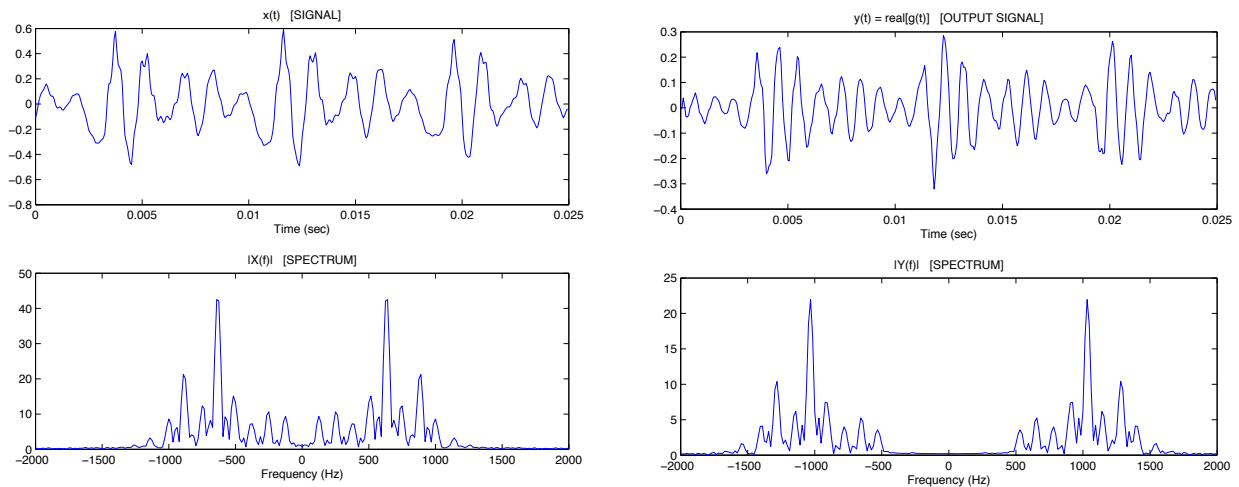 x(t) [SIGNAL]
0.6
0.4
0.2
0
−0.2
−0.4
−0.6
−0.8
0 0.005 0.01 0.015 0.02 0.025
Time (sec)
y(t) = real[g(t)] [OUTPUT SIGNAL]
0.3
0.2
0.1
0
−0.1
−0.2
−0.3
−0.4
0 0.005 0.01 0.015 0.02 0.025
Time (sec)
|X(f)| [SPECTRUM]
50
40
30
20
10
0
−2000 −1500 −1000 −500 0 500 1000 1500 2000
Frequency (Hz)
|Y(f)| [SPECTRUM]
25
20
15
10
5
0
−2000 −1500 −1000 −500 0 500 1000 1500 2000
Frequency (Hz)